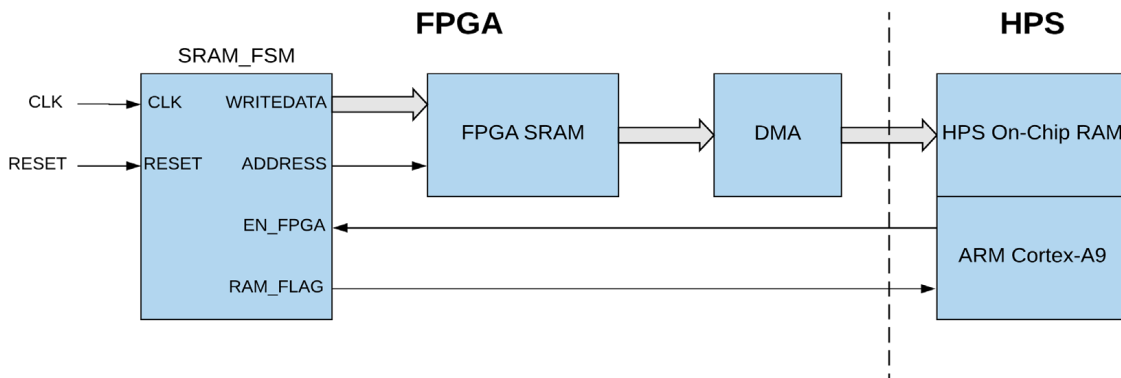 FPGA
HPS
SRAM_FSM
CLK
CLK
WRITEDATA
FPGA SRAM
DMA
HPS On-Chip RAM
RESET
RESET
ADDRESS
EN_FPGA
ARM Cortex-A9
RAM_FLAG